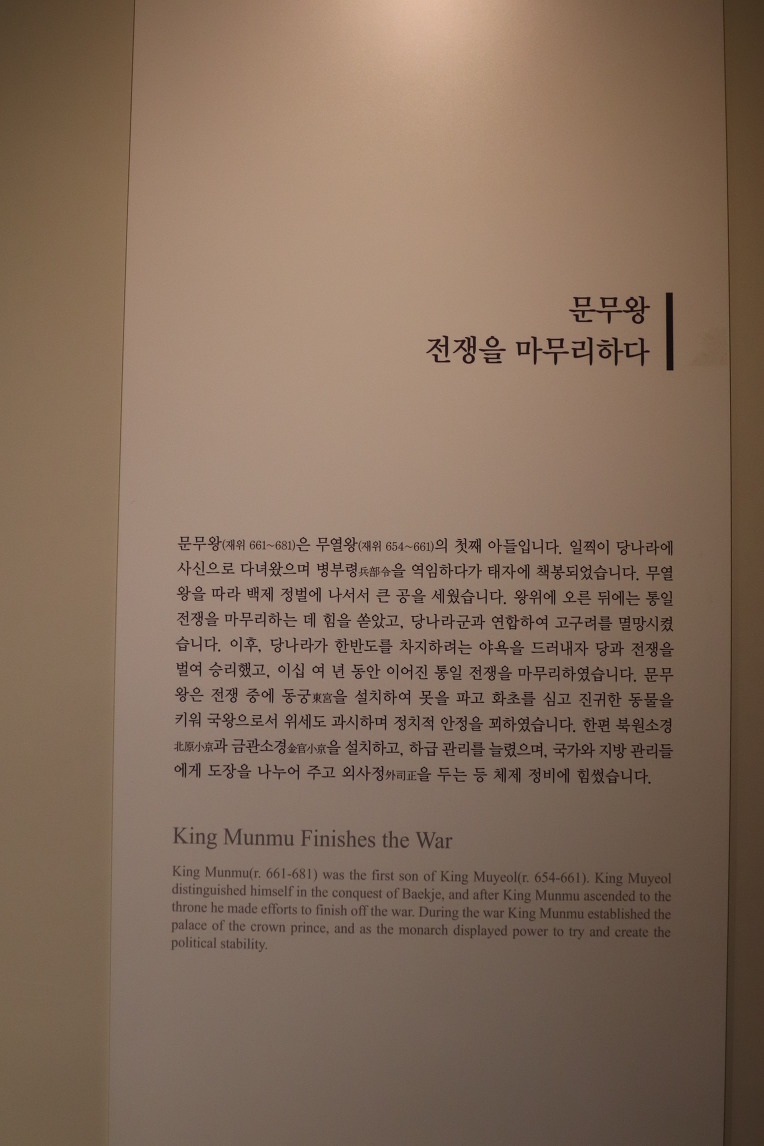 문무왕
전쟁을 마무리하다
문무왕(재위 661~681)은 무열왕(재위 654~661)의 첫째 아들입니다. 일찍이 당나라에
사신으로 다녀왔으며 병부령兵部令을 역임하다가 태자에 책봉되었습니다. 무열
왕을 따라 백제 정벌에 나서서 큰 공을 세웠습니다. 왕위에 오른 뒤에는 통일
전쟁을 마무리하는 데 힘을 쏟았고, 당나라군과 연합하여 고구려를 멸망시켰
습니다. 이후, 당나라가 한반도를 차지하려는 야욕을 드러내자 당과 전쟁을
벌여 승리했고, 이십 여 년 동안 이어진 통일 전쟁을 마무리하였습니다. 문무
왕은 전쟁 중에 동궁東宮을 설치하여 못을 파고 화초를 심고 진귀한 동물을
키워 국왕으로서 위세도 과시하며 정치적 안정을 꾀하였습니다. 한편 북원소경
北原小京과 금관소경金官小京을 설치하고, 하급 관리를 늘렸으며, 국가와 지방 관리들
에게 도장을 나누어 주고 외사정外司正을 두는 등 체제 정비에 힘썼습니다.
King Munmu Finishes the War
King Munmu(r. 661-681) was the first son of King Muyeol(r. 654-661). King Muyeol
distinguished himself in the conquest of Baekje, and after King Munmu ascended to the
throne he made efforts to finish off the war. During the war King Munmu established the
palace of the crown prince, and as the monarch displayed power to try and create the
political stability.